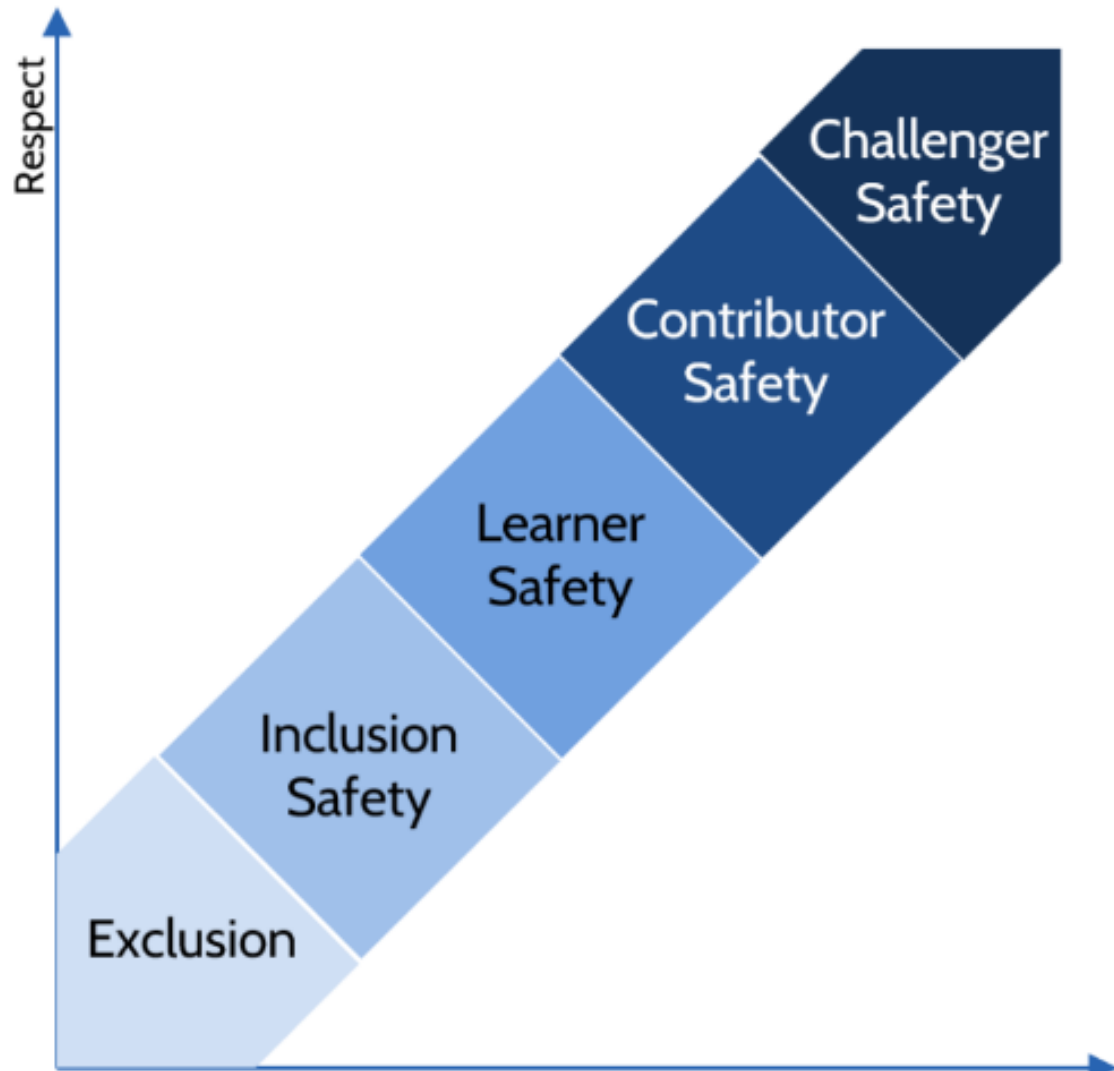 Respect
Challenger
Safety
Contributor
Safety
Learner
Safety
Inclusion
Safety
Exclusion